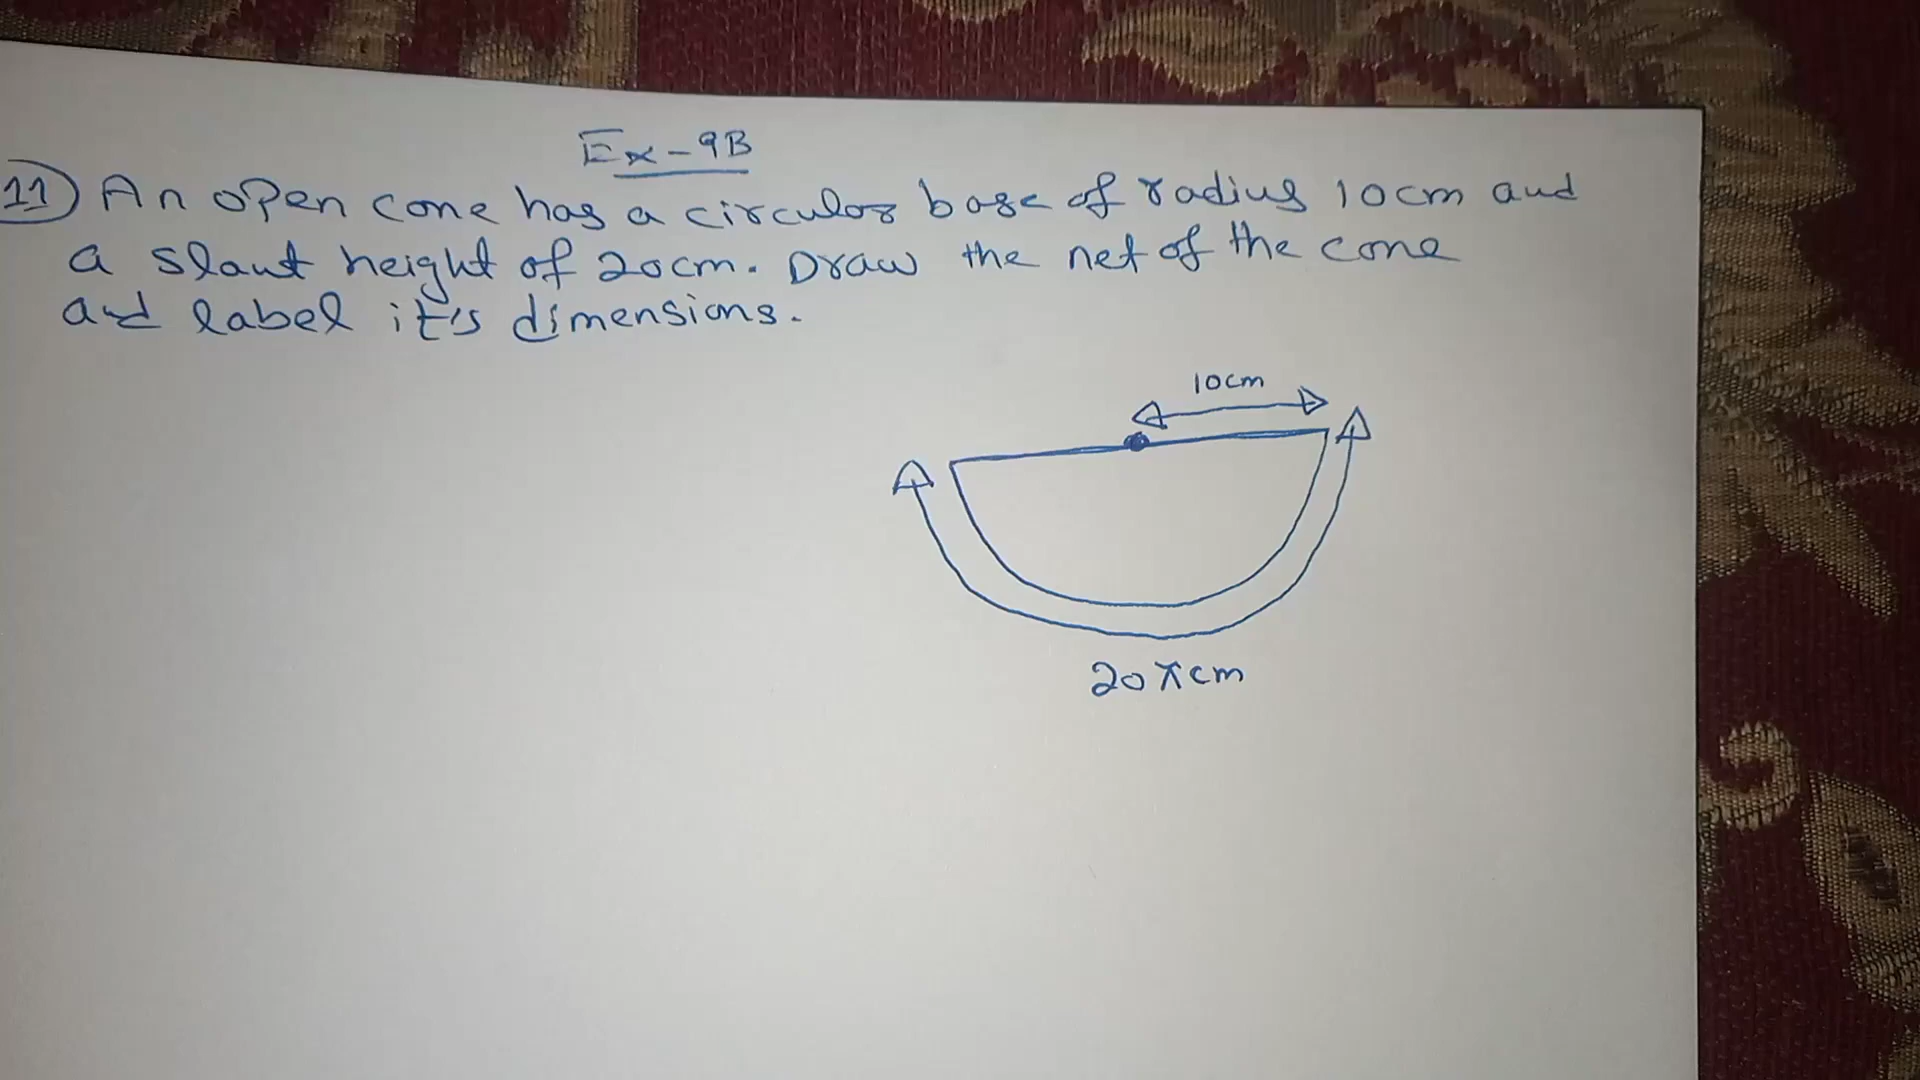 Ex-9B
11 An open cone has a circular base of radius 10cm and
a slant height of 20cm. Draw the net of the cone
and label it's dimensions.
10cm
20πcm